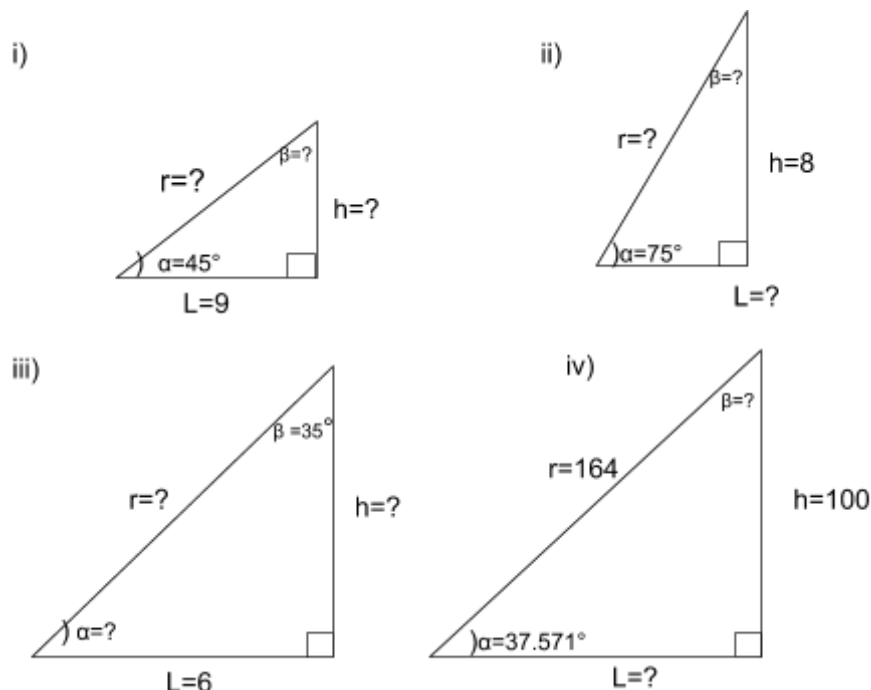 i)
r=?
β=?
h=?
α=45°
L=9
ii)
β=?
r=?
h=8
α=75°
L=?
iii)
β =35°
r=?
h=?
α=?
L=6
iv)
β=?
r=164
h=100
α=37.571°
L=?